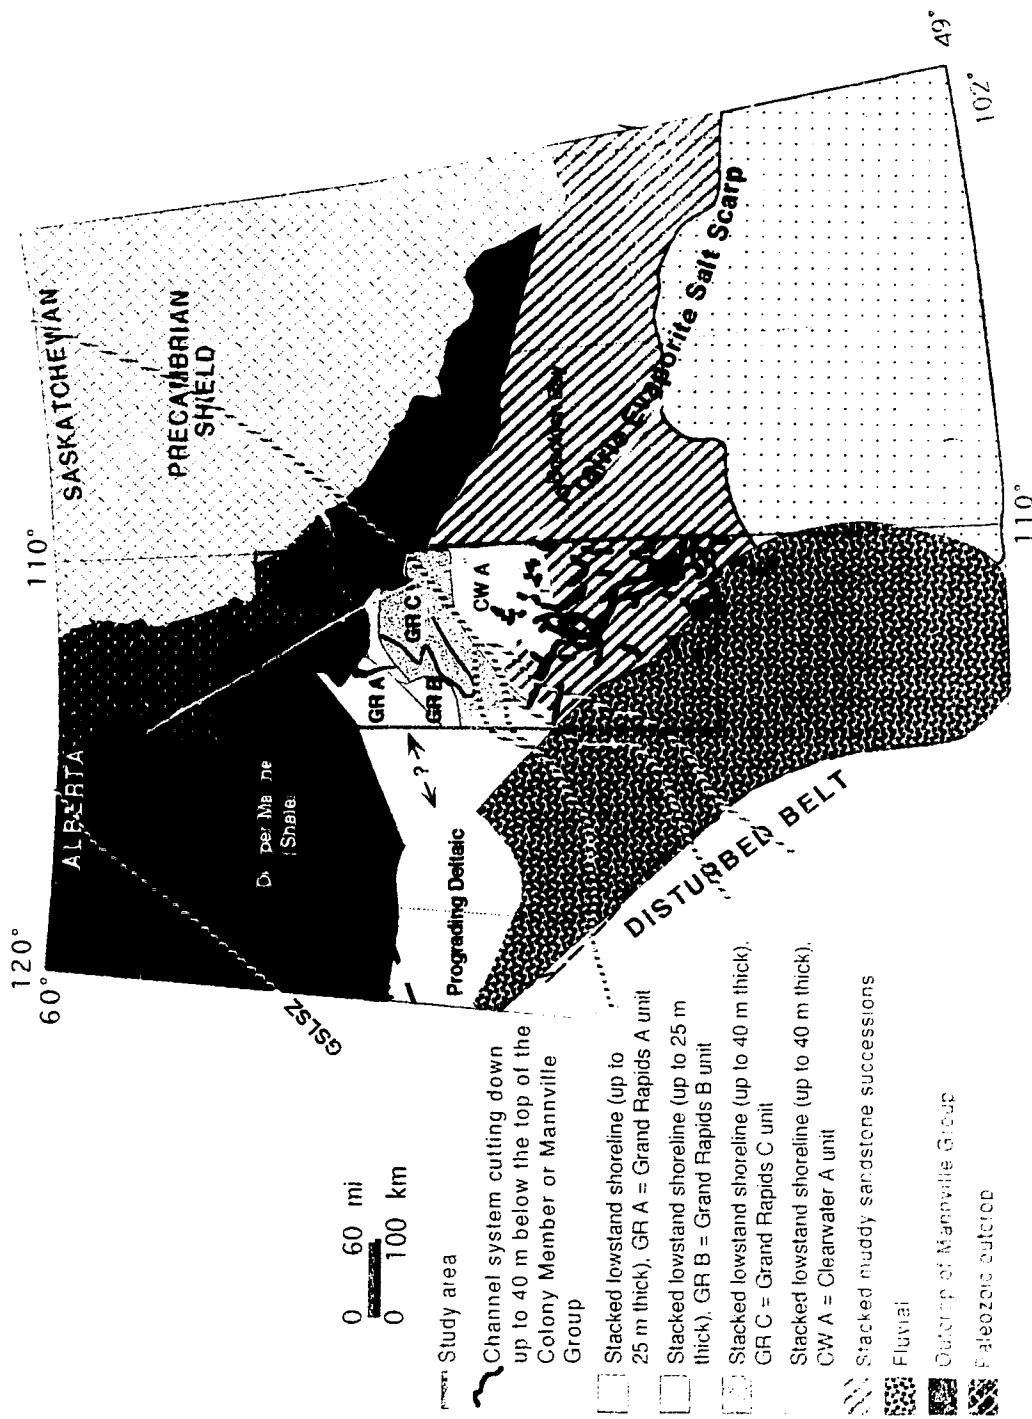 120°
60°
ALBERTA
110°
SASKATCHEWAN
PRECAMBRIAN
SHIELD
GSLSZ
Shale
Prograding Deltaic
?
GR A
GR B
GR C
CW A
Prairie Evaporite Salt Scarp
DISTURBED BELT
110°
102°
49°
0 60 mi
0 100 km
Study area
Channel system cutting down
up to 40 m below the top of the
Colony Member or Mannville
Group
Stacked lowstand shoreline (up to
25 m thick), GR A = Grand Rapids A unit
Stacked lowstand shoreline (up to 25 m
thick), GR B = Grand Rapids B unit
Stacked lowstand shoreline (up to 40 m thick),
GR C = Grand Rapids C unit
Stacked lowstand shoreline (up to 40 m thick),
CW A = Clearwater A unit
Stacked muddy sandstone successions
Fluvial
Outcrop of Mannville Group
Paleozoic outcrop